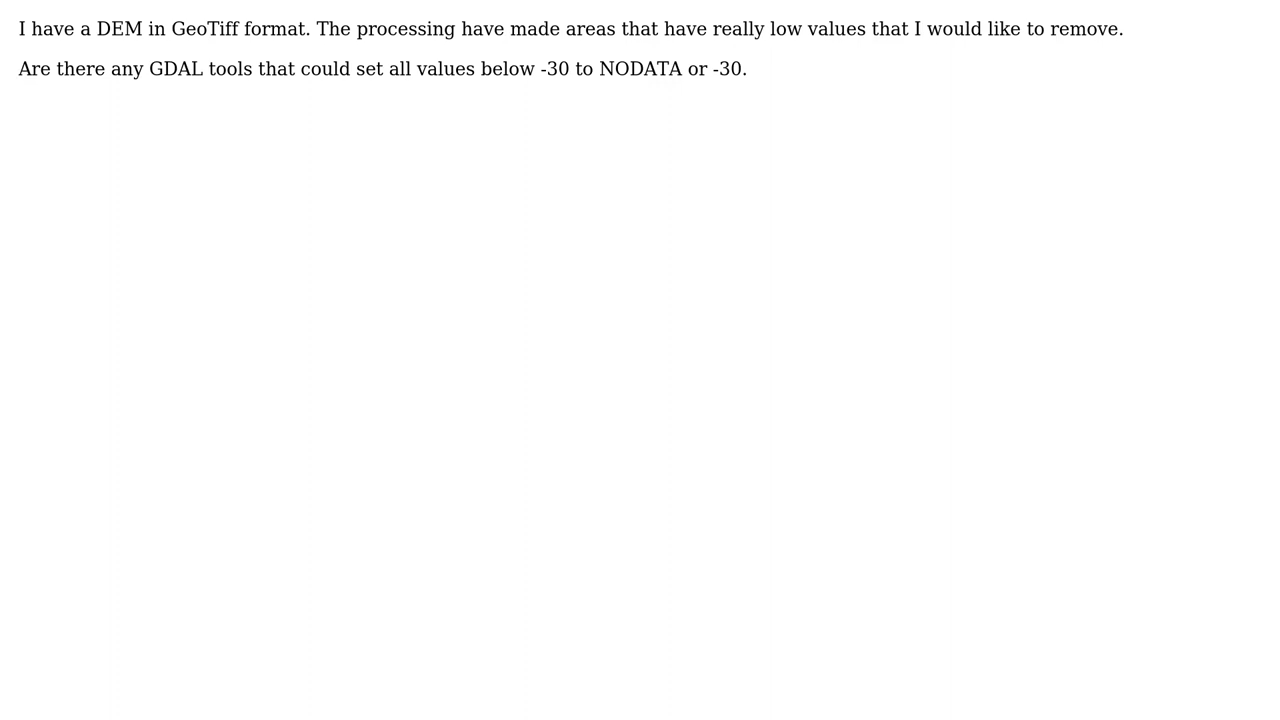 I have a DEM in GeoTiff format. The processing have made areas that have really low values that I would like to remove.
Are there any GDAL tools that could set all values below -30 to NODATA or -30.